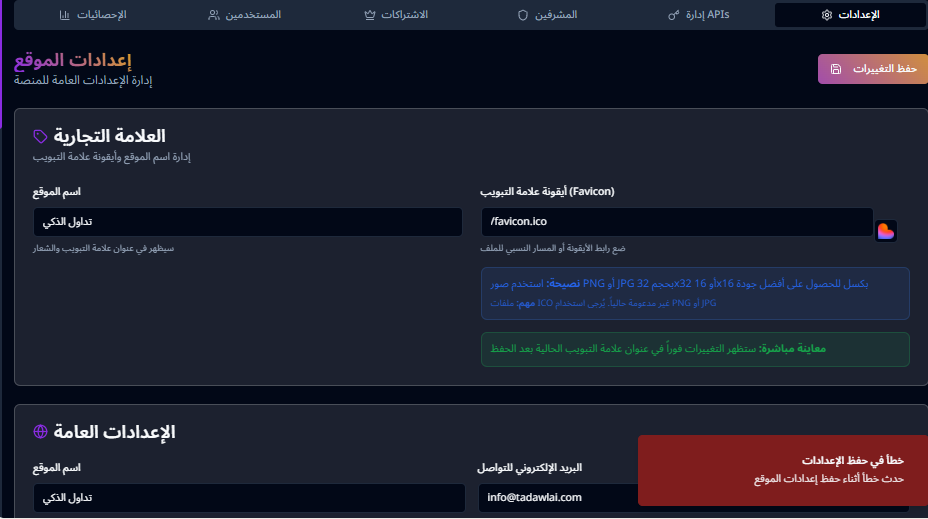 الإعدادات
إدارة APIs
المشرفين
الاشتراكات
المستخدمين
الإحصائيات
إعدادات الموقع
إدارة الإعدادات العامة للمنصة
حفظ التغييرات
العلامة التجارية
إدارة اسم الموقع وأيقونة علامة التبويب
اسم الموقع
تداول الذكي
سيظهر في عنوان علامة التبويب والشعار
أيقونة علامة التبويب (Favicon)
/favicon.ico
ضع رابط الأيقونة أو المسار النسبي للملف
نصيحة: استخدم صور PNG أو JPG بحجم 32x32 أو 16x16 بكسل للحصول على أفضل جودة
مهم: ملفات ICO غير مدعومة حالياً. يُرجى استخدام PNG أو JPG
معاينة مباشرة: ستظهر التغييرات فوراً في عنوان علامة التبويب الحالية بعد الحفظ
الإعدادات العامة
اسم الموقع
تداول الذكي
البريد الإلكتروني للتواصل
info@tadawlai.com
خطأ في حفظ الإعدادات
حدث خطأ أثناء حفظ إعدادات الموقع